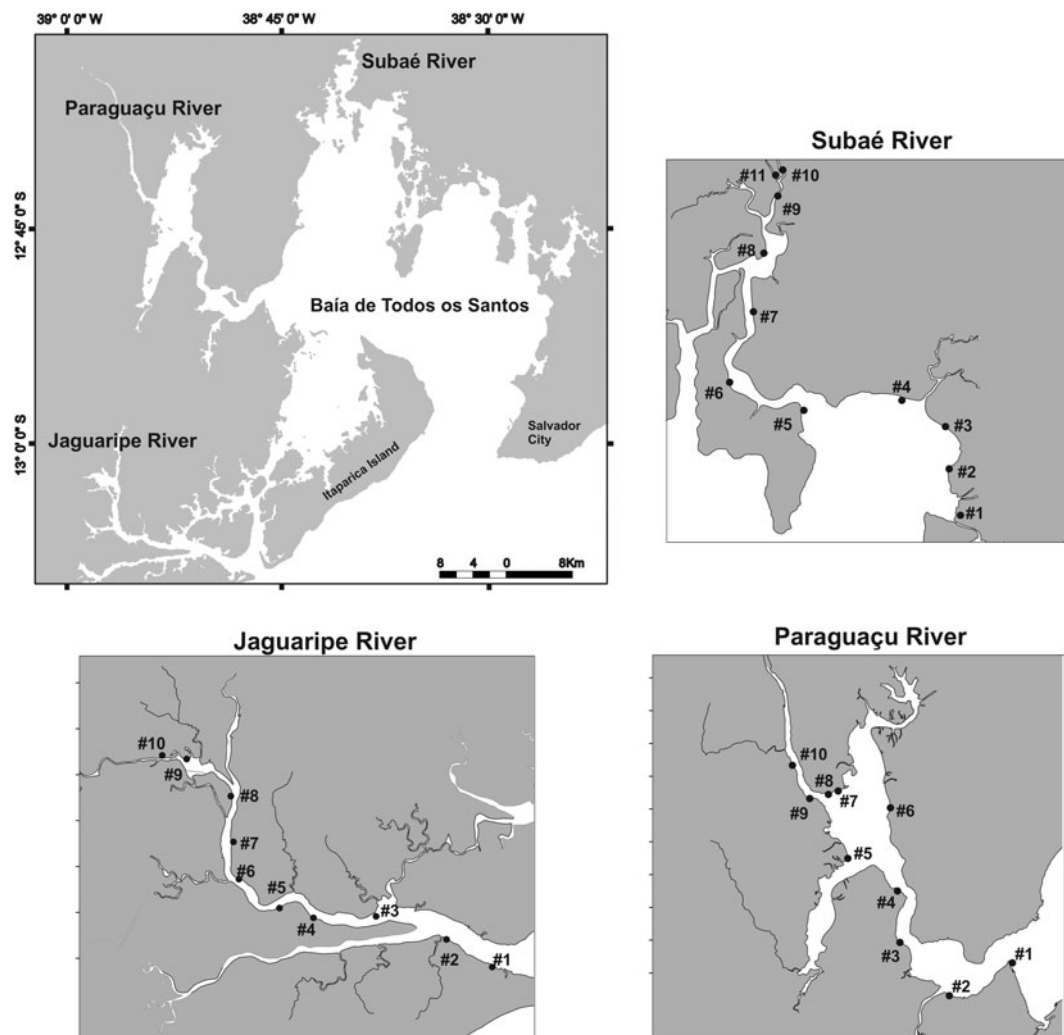 39° 0' 0" W
38° 45' 0" W
38° 30' 0" W
Subaé River
Paraguaçu River
12° 45' 0" S
Baía de Todos os Santos
Jaguaripe River
13° 0' 0" S
Salvador
City
Itaparica Island
8 4 0 8Km
Subaé River
#11
#10
#9
#8
#7
#6
#5
#4
#3
#2
#1
Jaguaripe River
#10
#9
#8
#7
#6
#5
#4
#3
#2
#1
Paraguaçu River
#10
#8
#7
#9
#6
#5
#4
#3
#1
#2